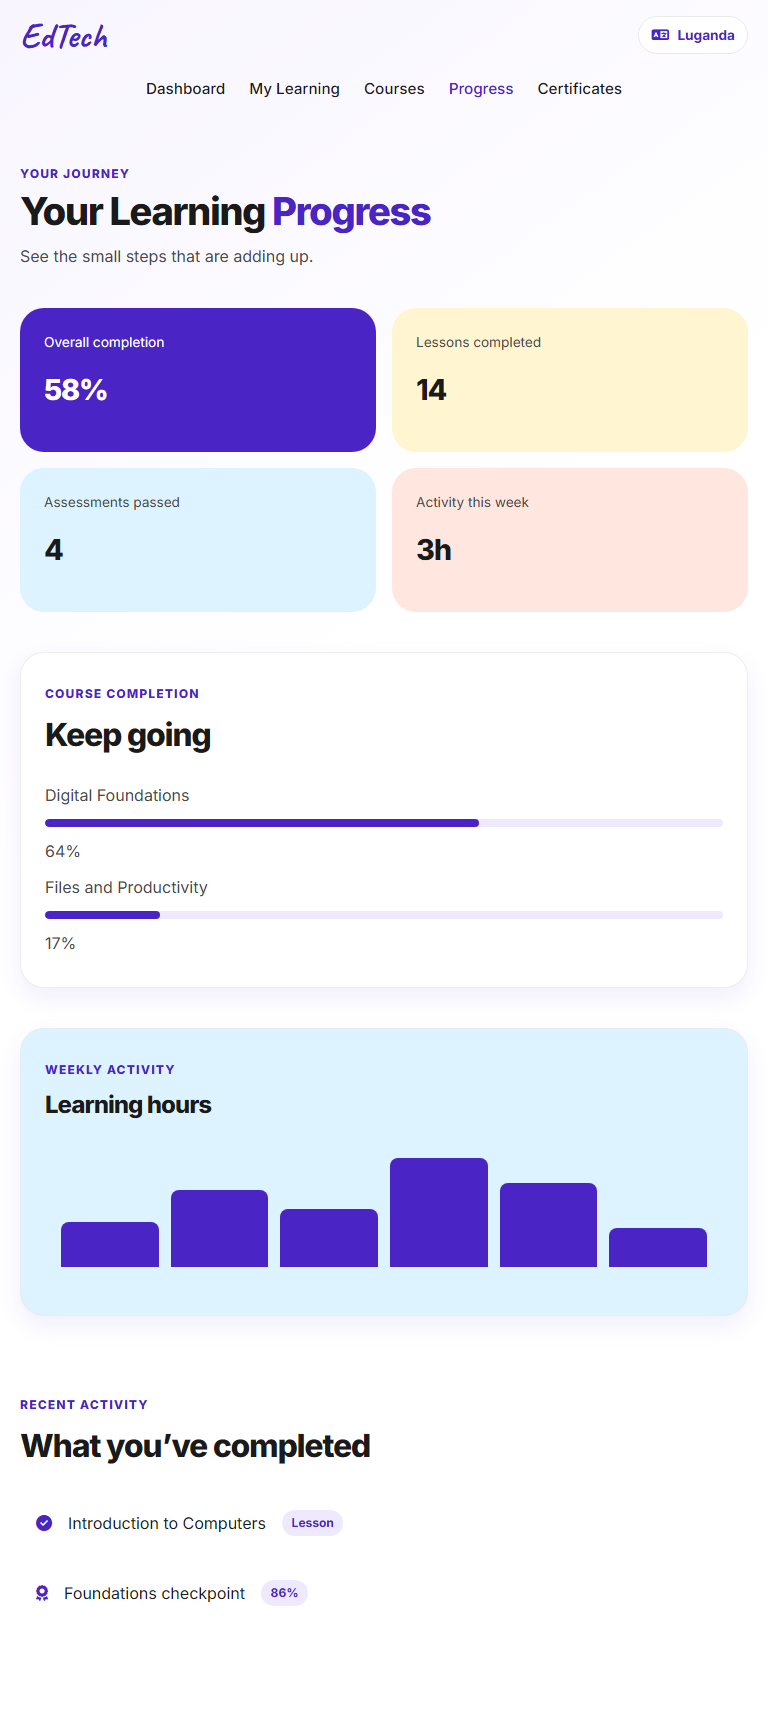 EdTech
Luganda
Dashboard My Learning Courses Progress Certificates
YOUR JOURNEY
Your Learning Progress
See the small steps that are adding up.
Overall completion
58%
Lessons completed
14
Assessments passed
4
Activity this week
3h
COURSE COMPLETION
Keep going
Digital Foundations
64%
Files and Productivity
17%
WEEKLY ACTIVITY
Learning hours
RECENT ACTIVITY
What you’ve completed
Introduction to Computers Lesson
Foundations checkpoint 86%